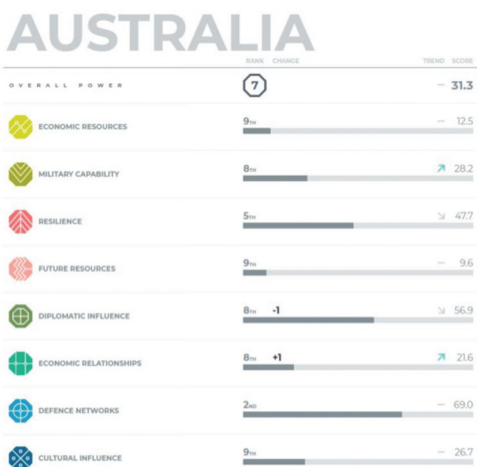 AUSTRALIA
RANK CHANGE TREND SCORE
OVERALL POWER 7 — 31.3
ECONOMIC RESOURCES 9TH — 12.5
MILITARY CAPABILITY 8TH ↗ 28.2
RESILIENCE 5TH ↘ 47.7
FUTURE RESOURCES 9TH — 9.6
DIPLOMATIC INFLUENCE 8TH -1 ↘ 56.9
ECONOMIC RELATIONSHIPS 8TH +1 ↗ 21.6
DEFENCE NETWORKS 2ND — 69.0
CULTURAL INFLUENCE 9TH — 26.7